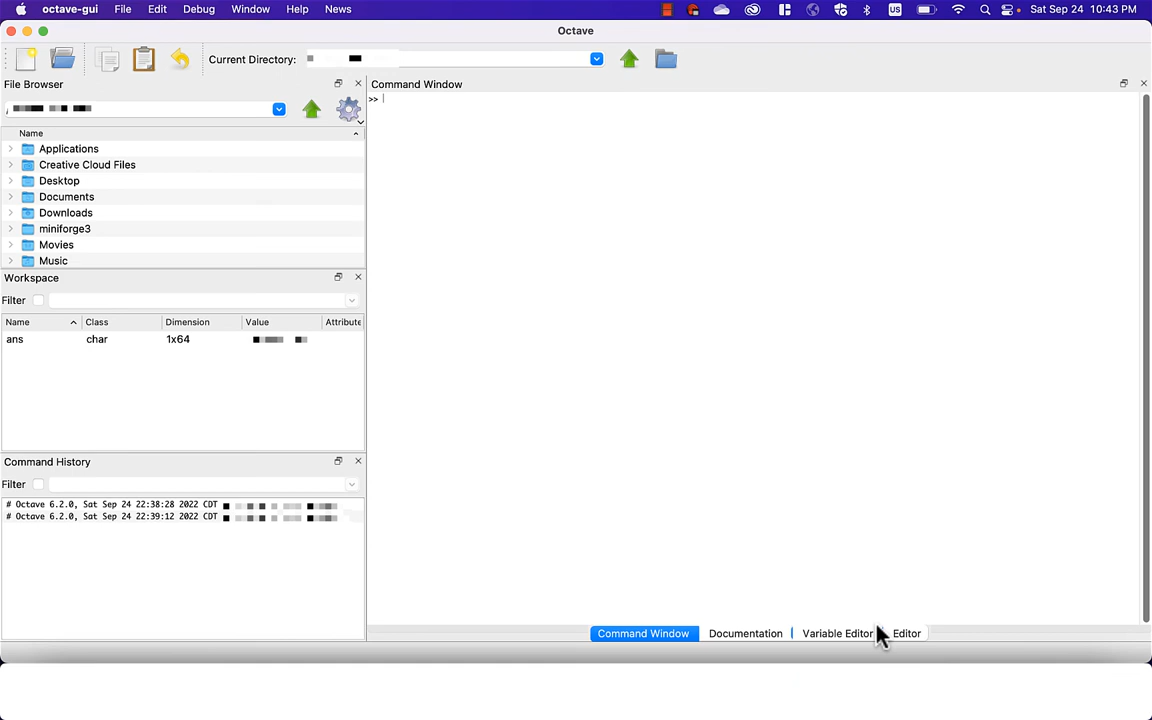 octave-gui File Edit Debug Window Help News US Sat Sep 24 10:43 PM
Octave
Current Directory:
File Browser
Command Window
>>
Name
Applications
Creative Cloud Files
Desktop
Documents
Downloads
miniforge3
Movies
Music
Workspace
Filter
Name Class Dimension Value Attribute
ans char 1x64
Command History
Filter
# Octave 6.2.0, Sat Sep 24 22:38:28 2022 CDT
# Octave 6.2.0, Sat Sep 24 22:39:12 2022 CDT
Command Window Documentation Variable Editor Editor